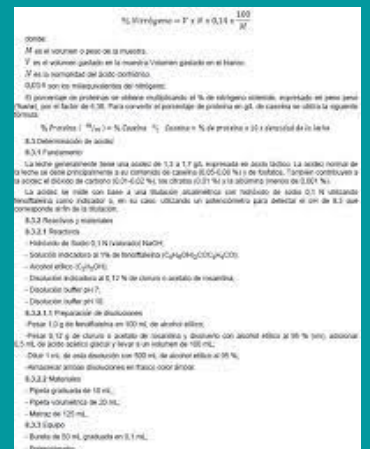 % Nitrógeno = V x N x 0,14 x 100
M
donde:
M es el volumen o peso de la muestra.
V es el volumen gastado en la muestra-Volumen gastado en el blanco.
N es la normalidad del ácido clorhídrico.
0,014 son los miliequivalentes del nitrógeno.
El porcentaje de proteínas se obtiene multiplicando el % de nitrógeno obtenido, expresado en peso peso
por el factor de 6,38. Para convertir el porcentaje de proteína en g/L de caseína se utiliza la siguiente
fórmula:
8.3 Determinación de acidez
8.3.1 Fundamento
La leche generalmente tiene una acidez de 1,3 a 1,7 g/L expresada en ácido láctico. La acidez normal de
la leche se debe principalmente a su contenido de caseína (0,05-0,08 %) y de fosfatos. También contribuyen a
la acidez el dióxido de carbono (0,01-0,02 %), los citratos (0,01 %) y la albúmina (menos de 0,001 %).
La acidez se mide con base a una titulación alcalimétrica con hidróxido de sodio 0,1 N utilizando
fenolftaleína como indicador o, en su caso, utilizando un potenciómetro para detectar el pH de 8.3 que
corresponde al fin de la titulación.
8.3.2 Reactivos y materiales
8.3.2.1 Reactivos
- Hidróxido de Sodio 0,1 N (valorado) NaOH;
- Solución indicadora al 1% de fenolftaleína
- Alcohol etílico
- Disolución indicadora al 0,12 % de cloruro o acetato de rosanilina;
- Disolución buffer pH 7,
- Disolución buffer pH 10.
8.3.2.1.1 Preparación de disoluciones
-Pesar 1,0 g de fenolftaleína en 100 mL de alcohol etílico;
-Pesar 0,12 g de cloruro o acetato de rosanilina y disolverlo con alcohol etílico al 95 % (v/v), adicionar
0,5 mL de ácido acético glacial y llevar a un volumen de 100 mL;
- Diluir 1 mL de esta disolución con 500 mL de alcohol etílico al 95 %,
-Almacenar ambas disoluciones en frasco color ámbar.
8.3.2.2 Materiales
- Pipeta graduada de 10 mL,
- Pipeta volumétrica de 20 mL,
- Matraz de 125 mL.
8.3.3 Equipo
- Bureta de 50 mL graduada en 0,1 mL,
- Potenciómetro.